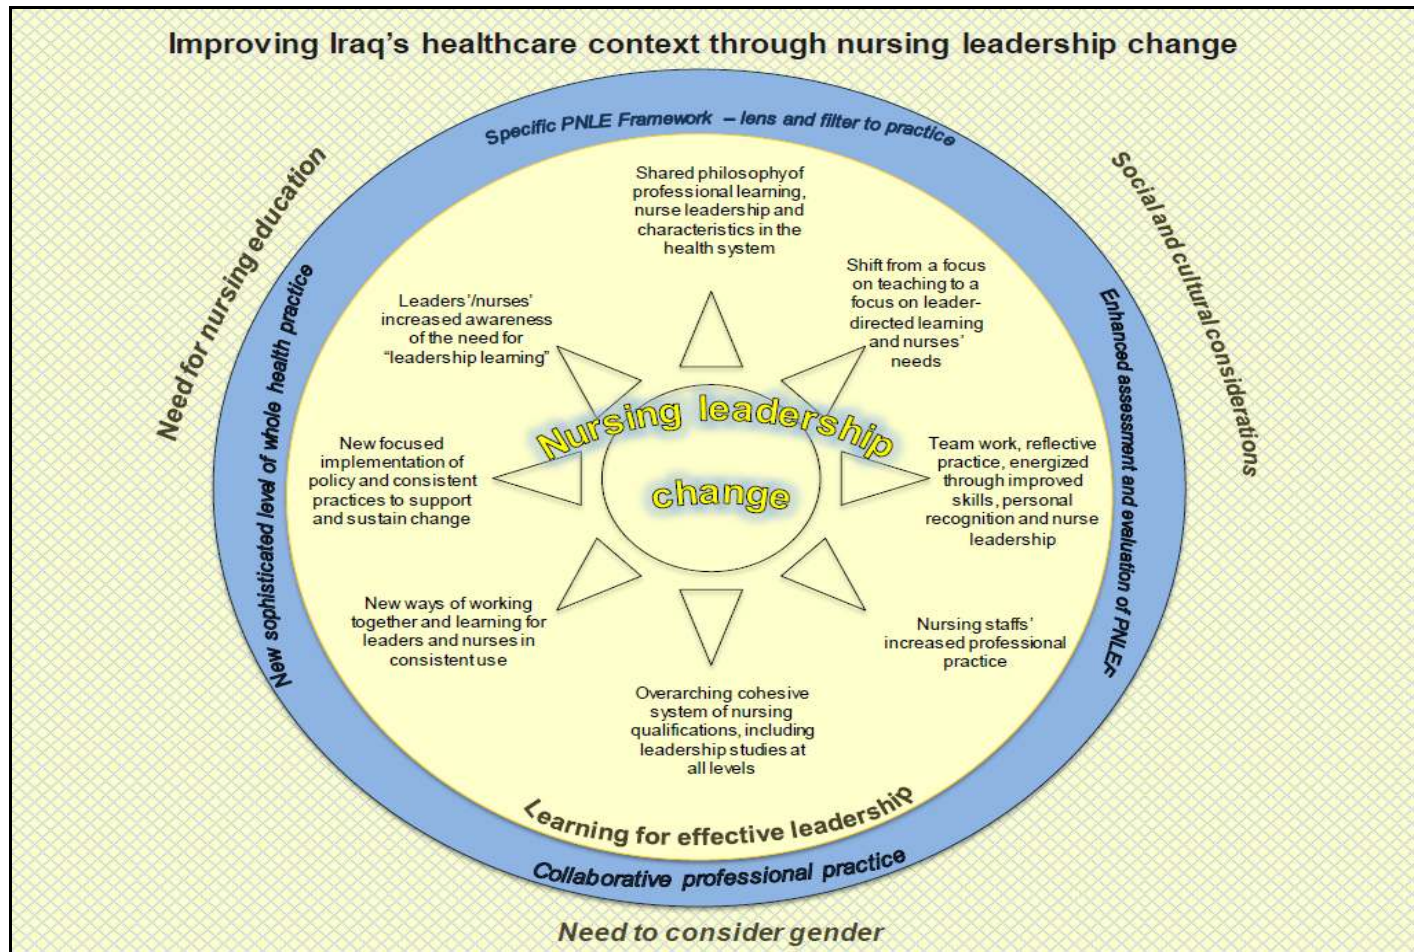 Improving Iraq's healthcare context through nursing leadership change
Specific PNLE Framework – lens and filter to practice
Need for nursing education
Social and cultural considerations
New sophisticated level of whole health practice
Enhanced assessment and evaluation of PNLEF
Shared philosophy of
professional learning,
nurse leadership and
characteristics in the
health system
Shift from a focus
on teaching to a
focus on leader-
directed learning
and nurses'
needs
Leaders'/nurses'
increased awareness
of the need for
“leadership learning”
Nursing leadership
change
New focused
implementation of
policy and consistent
practices to support
and sustain change
Team work, reflective
practice, energized
through improved
skills, personal
recognition and nurse
leadership
New ways of working
together and learning for
leaders and nurses in
consistent use
Nursing staffs'
increased professional
practice
Overarching cohesive
system of nursing
qualifications, including
leadership studies at
all levels
Learning for effective leadership
Collaborative professional practice
Need to consider gender